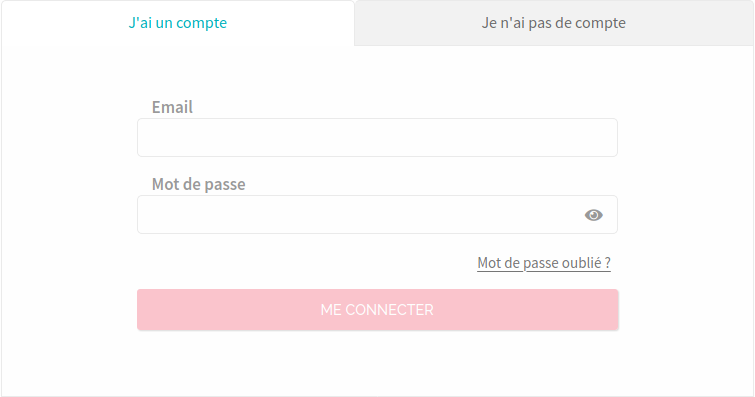 J'ai un compte
Je n'ai pas de compte
Email
Mot de passe
Mot de passe oublié ?
ME CONNECTER